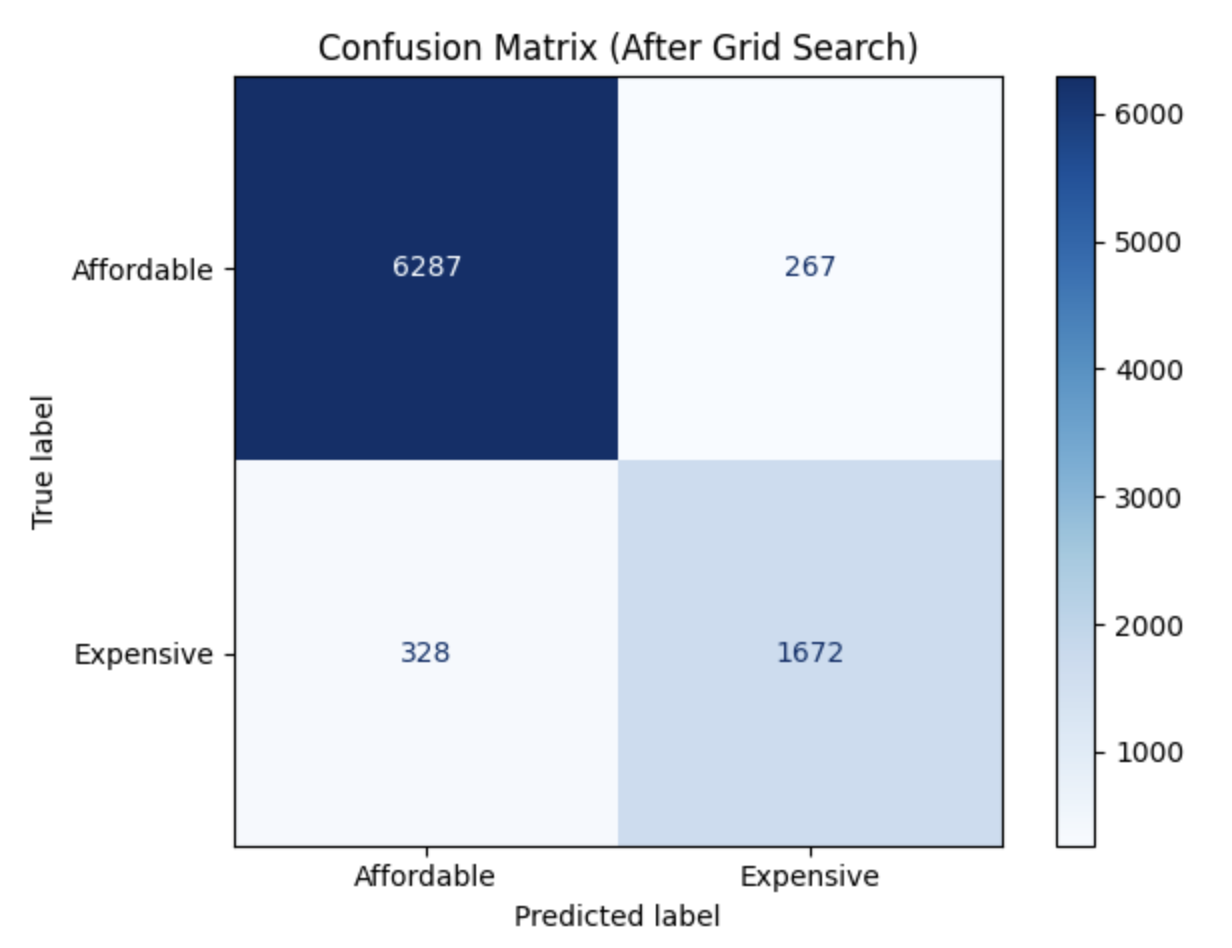 Confusion Matrix (After Grid Search)
True label
Affordable
6287
267
Expensive
328
1672
Affordable
Expensive
Predicted label
6000
5000
4000
3000
2000
1000